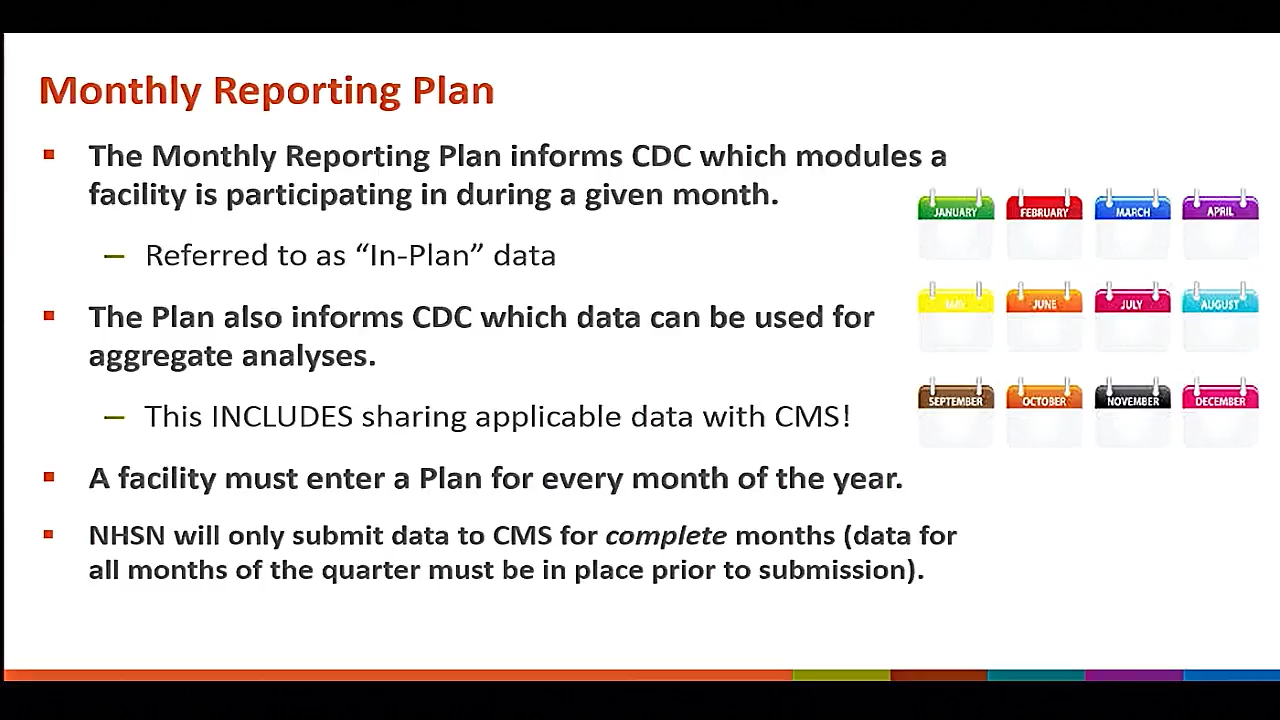 Monthly Reporting Plan
The Monthly Reporting Plan informs CDC which modules a
facility is participating in during a given month.
– Referred to as “In-Plan” data
The Plan also informs CDC which data can be used for
aggregate analyses.
– This INCLUDES sharing applicable data with CMS!
A facility must enter a Plan for every month of the year.
NHSN will only submit data to CMS for complete months (data for
all months of the quarter must be in place prior to submission).
JANUARY FEBRUARY MARCH APRIL
MAY JUNE JULY AUGUST
SEPTEMBER OCTOBER NOVEMBER DECEMBER